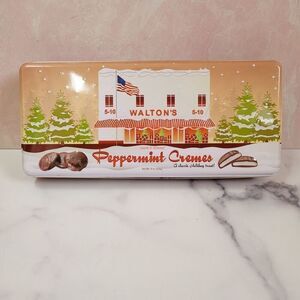 5-10 5-10
WALTON'S
Peppermint Cremes
A classic holiday treat!